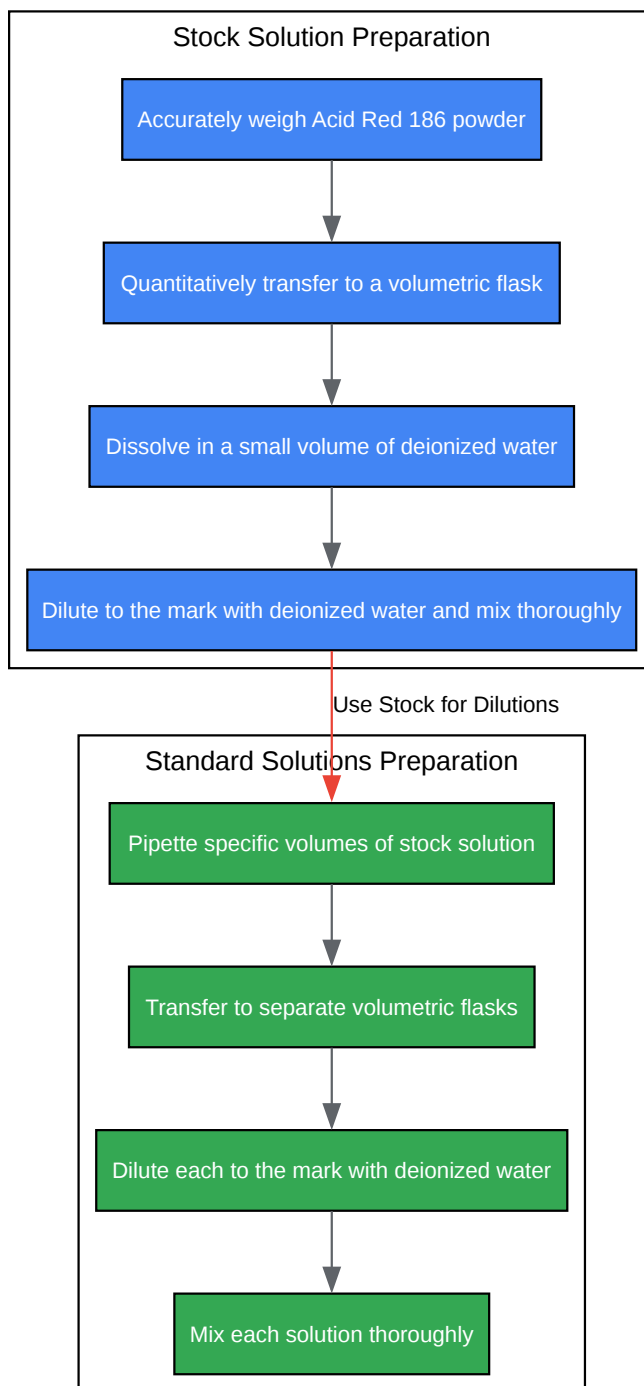 Stock Solution Preparation
Accurately weigh Acid Red 186 powder
Quantitatively transfer to a volumetric flask
Dissolve in a small volume of deionized water
Dilute to the mark with deionized water and mix thoroughly
Use Stock for Dilutions
Standard Solutions Preparation
Pipette specific volumes of stock solution
Transfer to separate volumetric flasks
Dilute each to the mark with deionized water
Mix each solution thoroughly